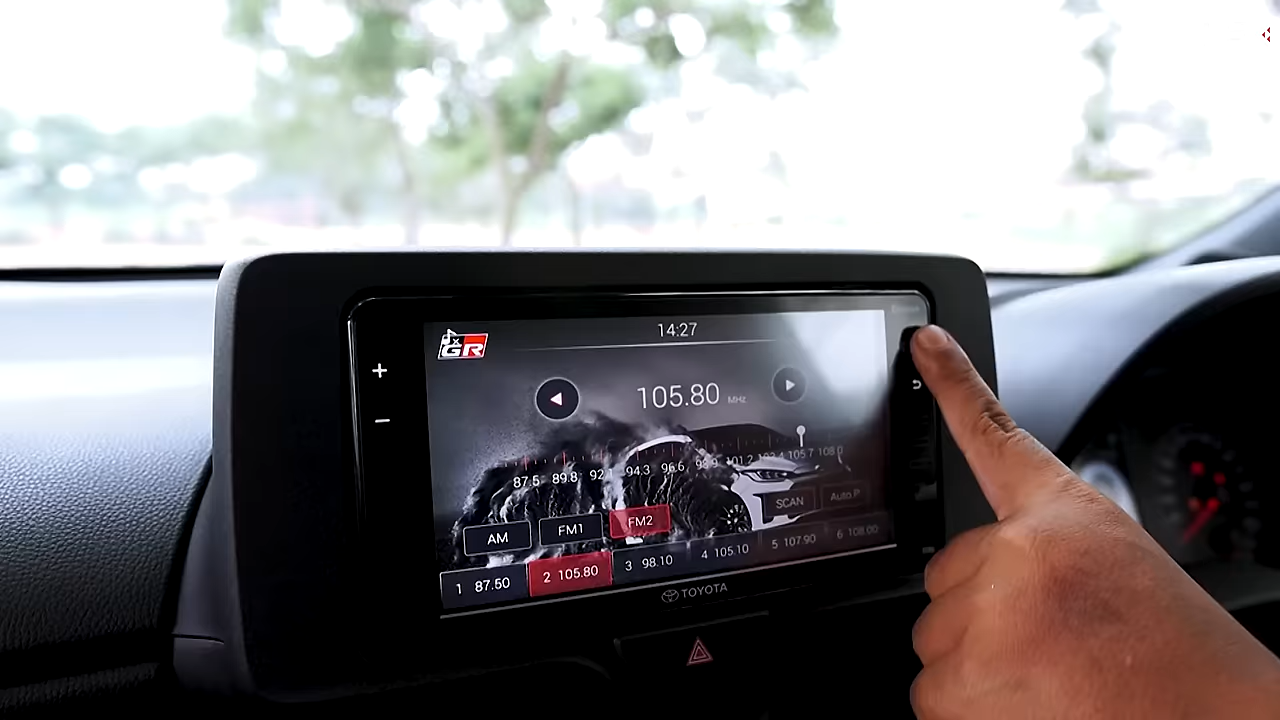 14:27
GR
105.80 MHz
87.5 89.8 92.1 94.3 96.6 98.9 101.2 103.4 105.7 108.0
SCAN Auto.P
AM FM1 FM2
1 87.50 2 105.80 3 98.10 4 105.10 5 107.90 6 108.00
TOYOTA